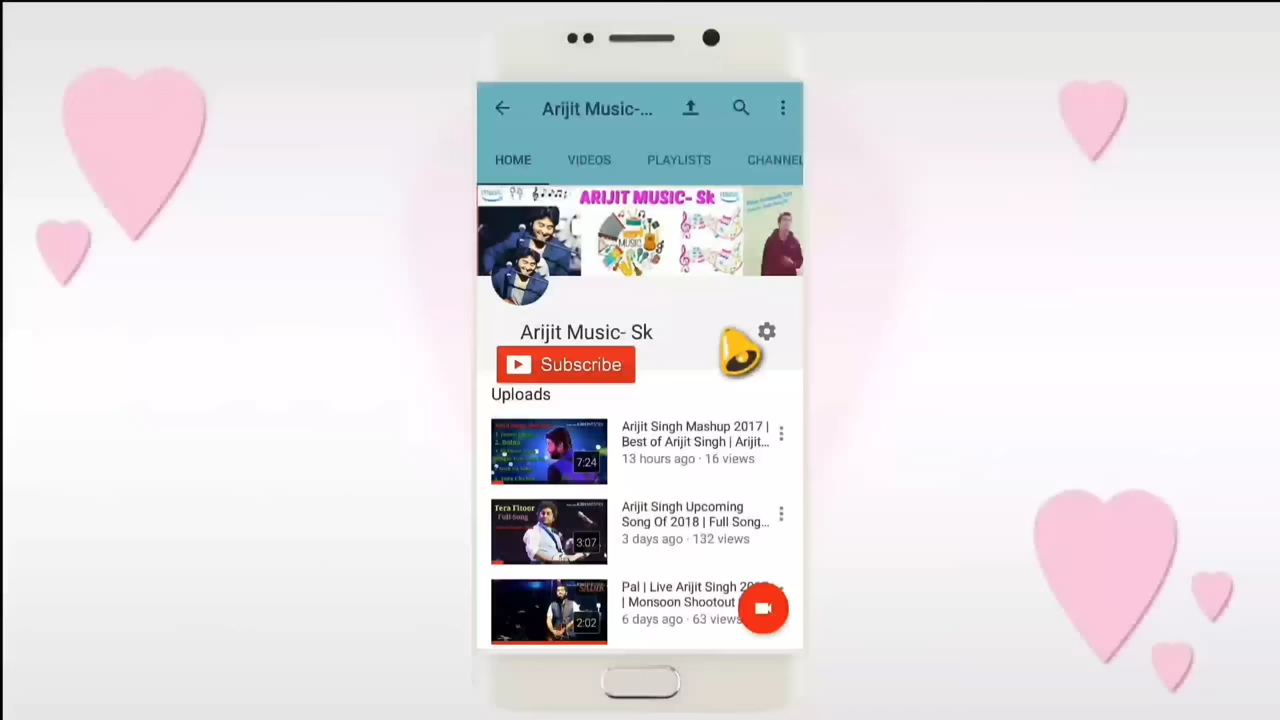 Arijit Music-...
HOME VIDEOS PLAYLISTS CHANNEL
ARIJIT MUSIC- Sk
MUSIC
Arijit Music- Sk
Subscribe
Uploads
7:24
Arijit Singh Mashup 2017 |
Best of Arijit Singh | Arijit...
13 hours ago · 16 views
Tera Fitoor
Full Song
3:07
Arijit Singh Upcoming
Song Of 2018 | Full Song...
3 days ago · 132 views
2:02
Pal | Live Arijit Singh
| Monsoon Shootout
6 days ago · 63 views